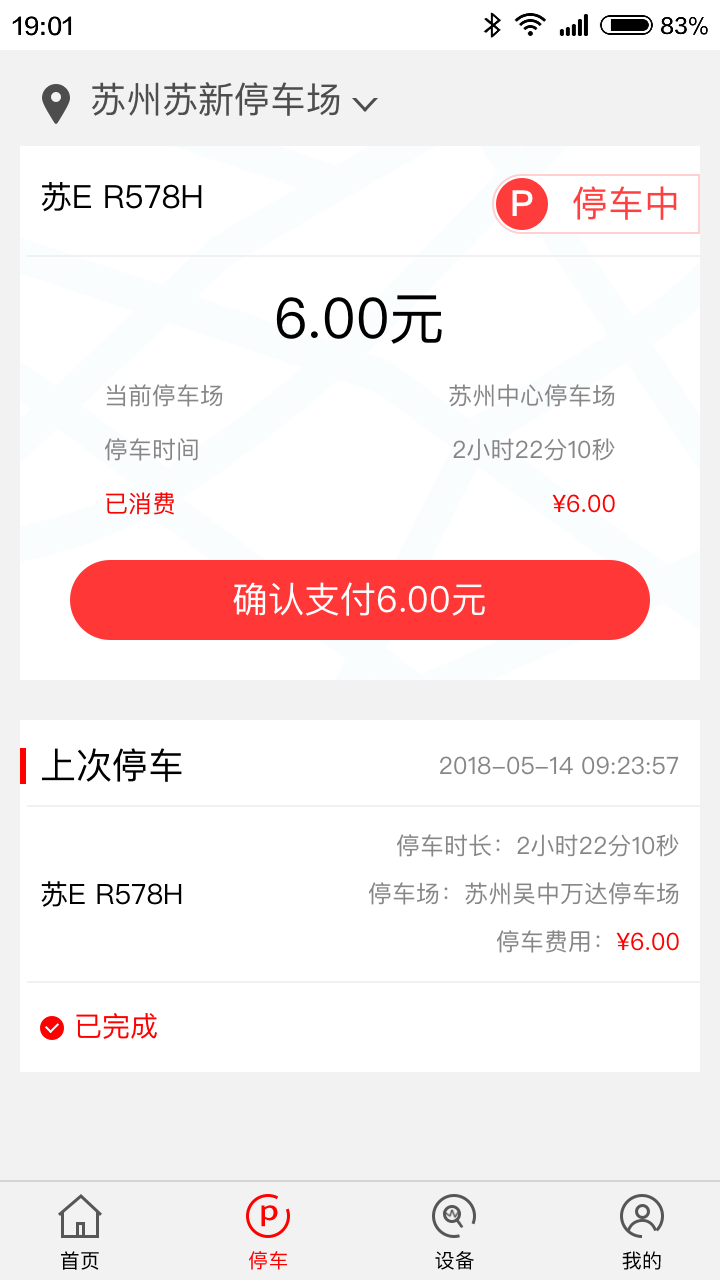 19:01 83%
苏州苏新停车场
苏E R578H P 停车中
6.00元
当前停车场 苏州中心停车场
停车时间 2小时22分10秒
已消费 ¥6.00
确认支付6.00元
上次停车 2018-05-14 09:23:57
停车时长：2小时22分10秒
苏E R578H 停车场：苏州吴中万达停车场
停车费用：¥6.00
已完成
首页 停车 设备 我的